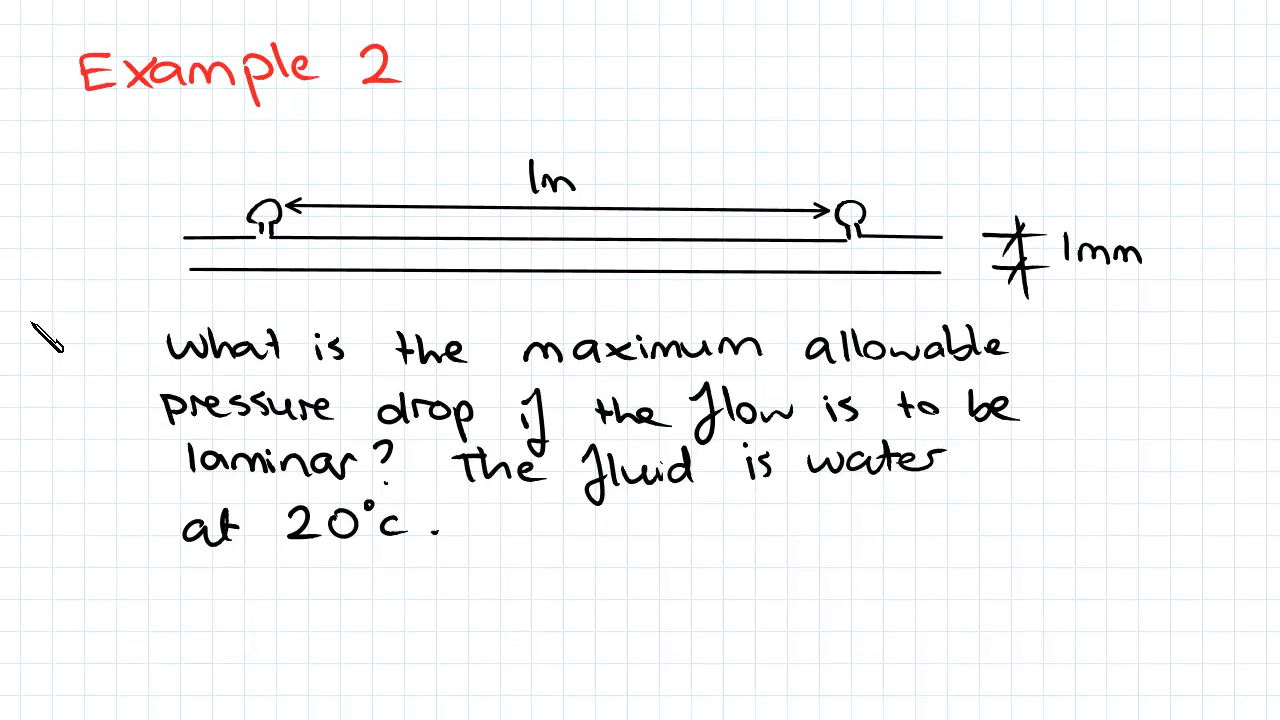 Example 2
1m
1mm
What is the maximum allowable
pressure drop if the flow is to be
laminar? The fluid is water
at 20°c.